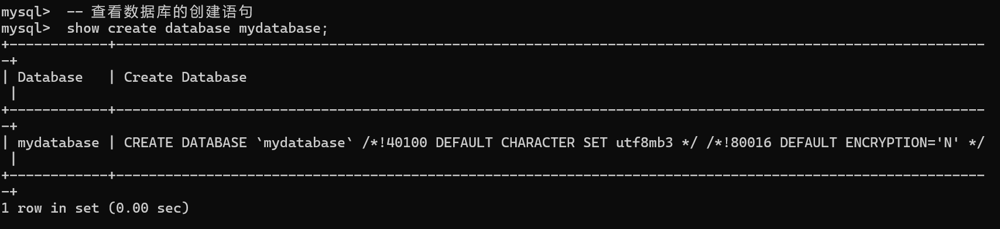 mysql>  -- 查看数据库的创建语句
mysql>  show create database mydatabase;
+------------+----------------------------------------------------------------------------------------------------------
-+
| Database   | Create Database
 |
+------------+----------------------------------------------------------------------------------------------------------
-+
| mydatabase | CREATE DATABASE `mydatabase` /*!40100 DEFAULT CHARACTER SET utf8mb3 */ /*!80016 DEFAULT ENCRYPTION='N' */
 |
+------------+----------------------------------------------------------------------------------------------------------
-+
1 row in set (0.00 sec)